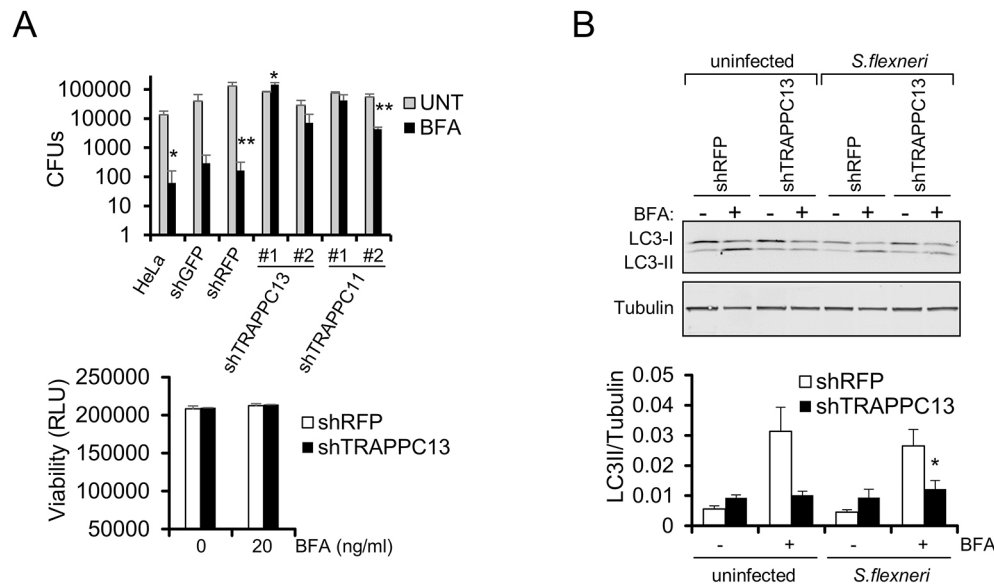 A
100000
10000
1000
100
10
1
CFUs
UNT
BFA
*
**
*
**
HeLa
shGFP
shRFP
#1 #2 #1 #2
shTRAPPC13
shTRAPPC11
250000
200000
150000
100000
50000
Viability (RLU)
shRFP
shTRAPPC13
0 20 BFA (ng/ml)
B
uninfected S.flexneri
shRFP
shTRAPPC13
shRFP
shTRAPPC13
BFA: - + - + - + - +
LC3-I
LC3-II
Tubulin
0.05
0.04
0.03
0.02
0.01
0
LC3II/Tubulin
shRFP
shTRAPPC13
*
- + - + BFA
uninfected S.flexneri